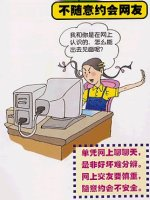 不随意约会网友
我和你是在网上
认识的，怎么能
出去见面呢？
单凭网上聊聊天，
是非好坏难分辨。
网上交友要慎重，
随意约会不安全。